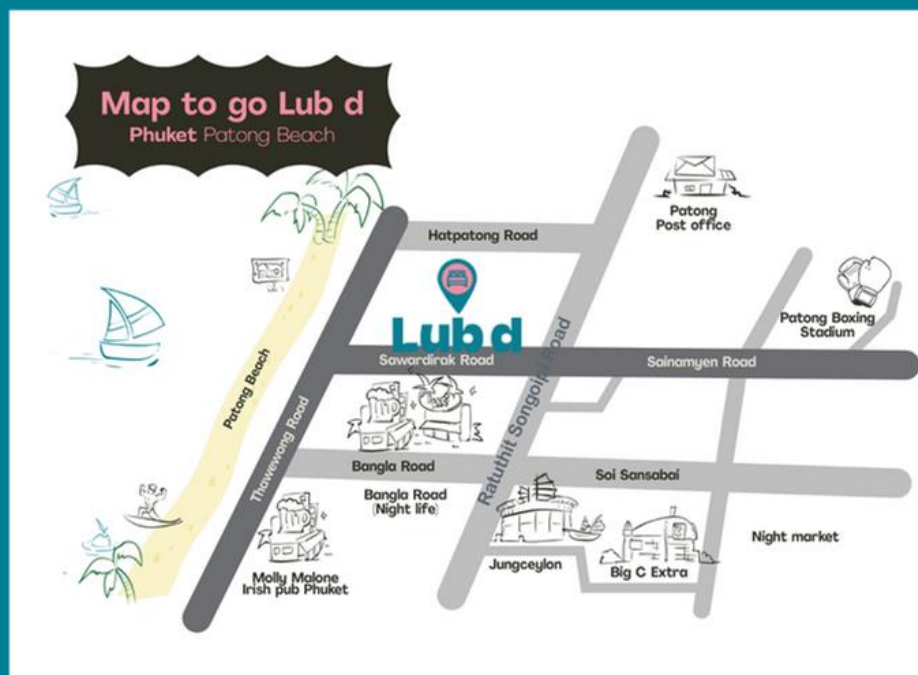 Map to go Lub d
Phuket Patong Beach
Patong
Post office
Hatpatong Road
Patong Boxing
Stadium
Lub d
Sawardirak Road
Sainamyen Road
Patong Beach
Thawewong Road
Ratuthit Songoipi Road
Bangla Road
Soi Sansabai
Bangla Road
(Night life)
Night market
Jungceylon
Big C Extra
Molly Malone
Irish pub Phuket